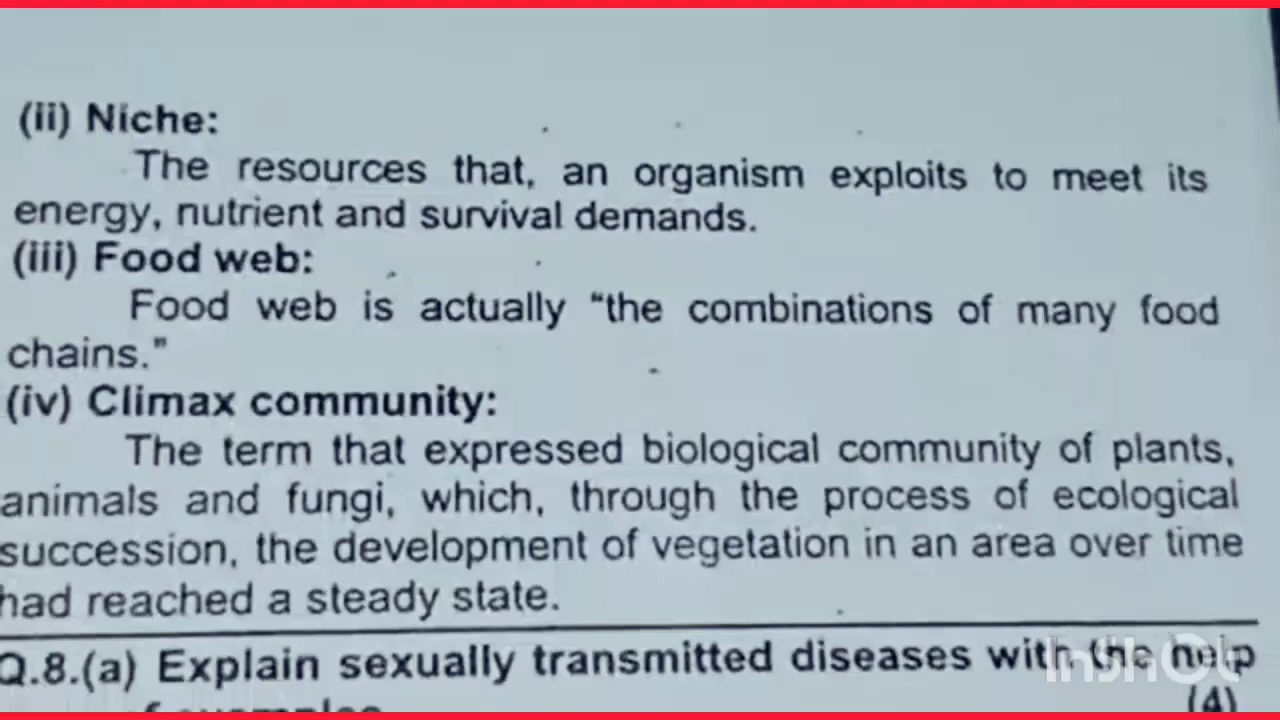 (ii) Niche:
The resources that, an organism exploits to meet its
energy, nutrient and survival demands.
(iii) Food web:
Food web is actually “the combinations of many food
chains."
(iv) Climax community:
The term that expressed biological community of plants,
animals and fungi, which, through the process of ecological
succession, the development of vegetation in an area over time
had reached a steady state.
Q.8.(a) Explain sexually transmitted diseases with the help
of examples
(4)
InShOt